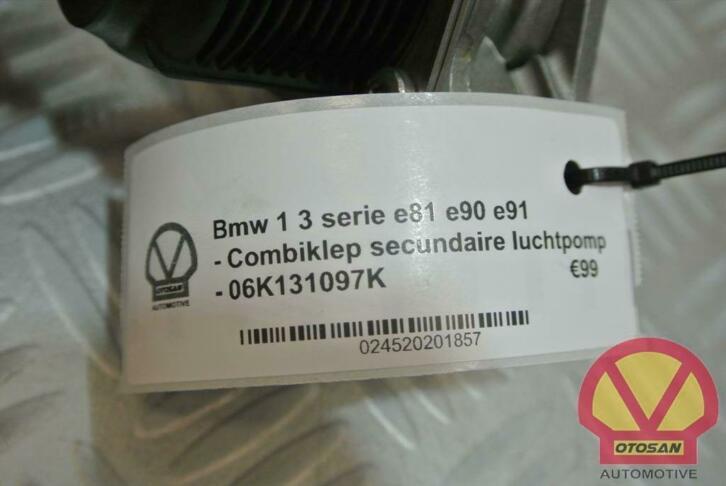 Bmw 1 3 serie e81 e90 e91
- Combiklep secundaire luchtpomp
€99
- 06K131097K
OTOSAN
AUTOMOTIVE
024520201857
OTOSAN
AUTOMOTIVE